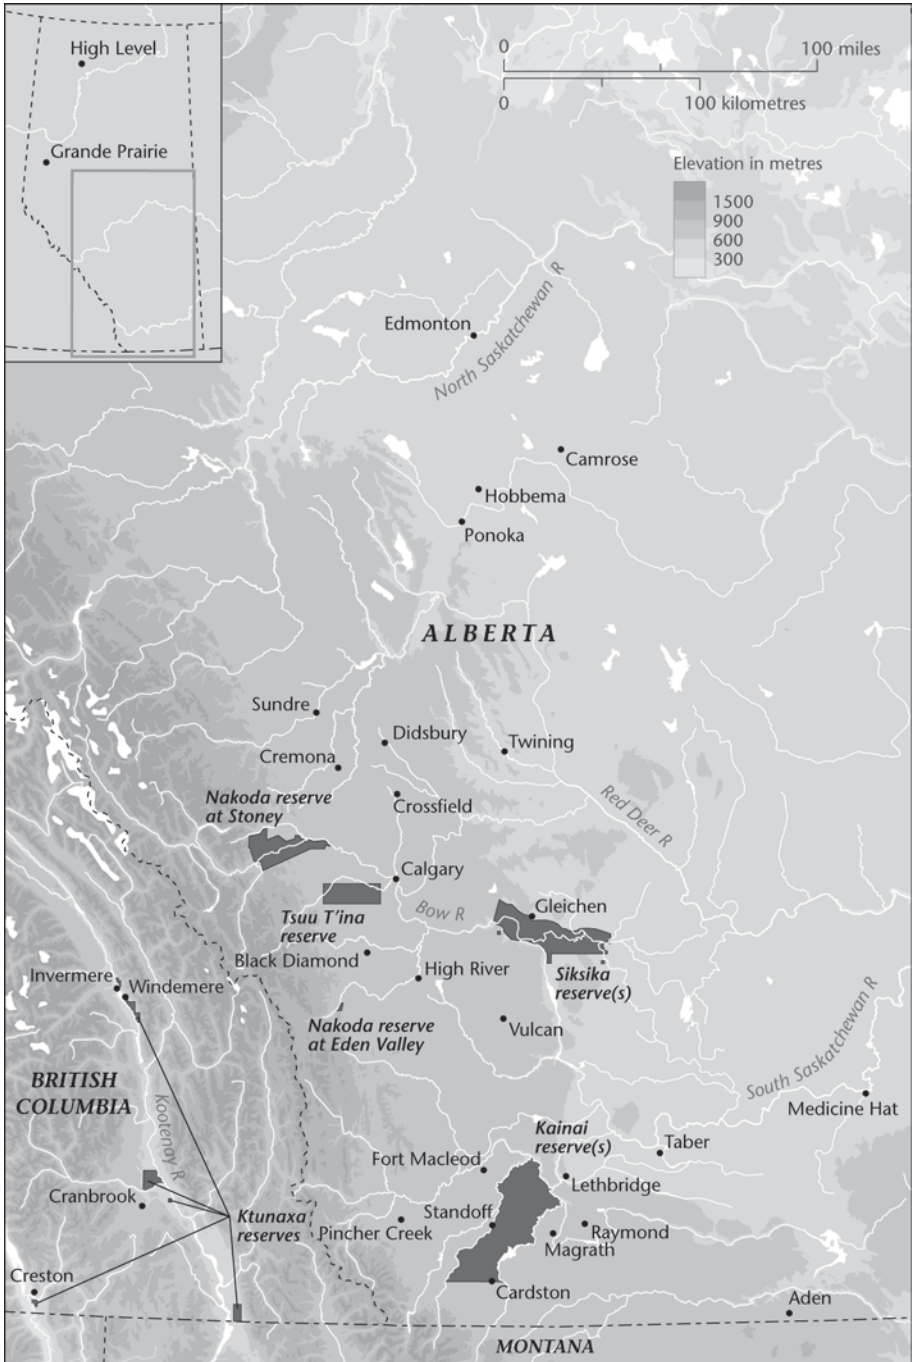 High Level
Grande Prairie
0
100 miles
0
100 kilometres
Elevation in metres
1500
900
600
300
Edmonton
North Saskatchewan R
Camrose
Hobbema
Ponoka
ALBERTA
Sundre
Didsbury
Twining
Cremona
Nakoda reserve
at Stoney
Crossfield
Red Deer R
Calgary
Tsuu T'ina
reserve
Bow R
Gleichen
Black Diamond
High River
Siksika
reserve(s)
Invermere
Windemere
Nakoda reserve
at Eden Valley
Vulcan
South Saskatchewan R
BRITISH
COLUMBIA
Kootenay R
Medicine Hat
Kainai
reserve(s)
Taber
Fort Macleod
Lethbridge
Cranbrook
Ktunaxa
reserves
Standoff
Pincher Creek
Raymond
Magrath
Creston
Cardston
Aden
MONTANA